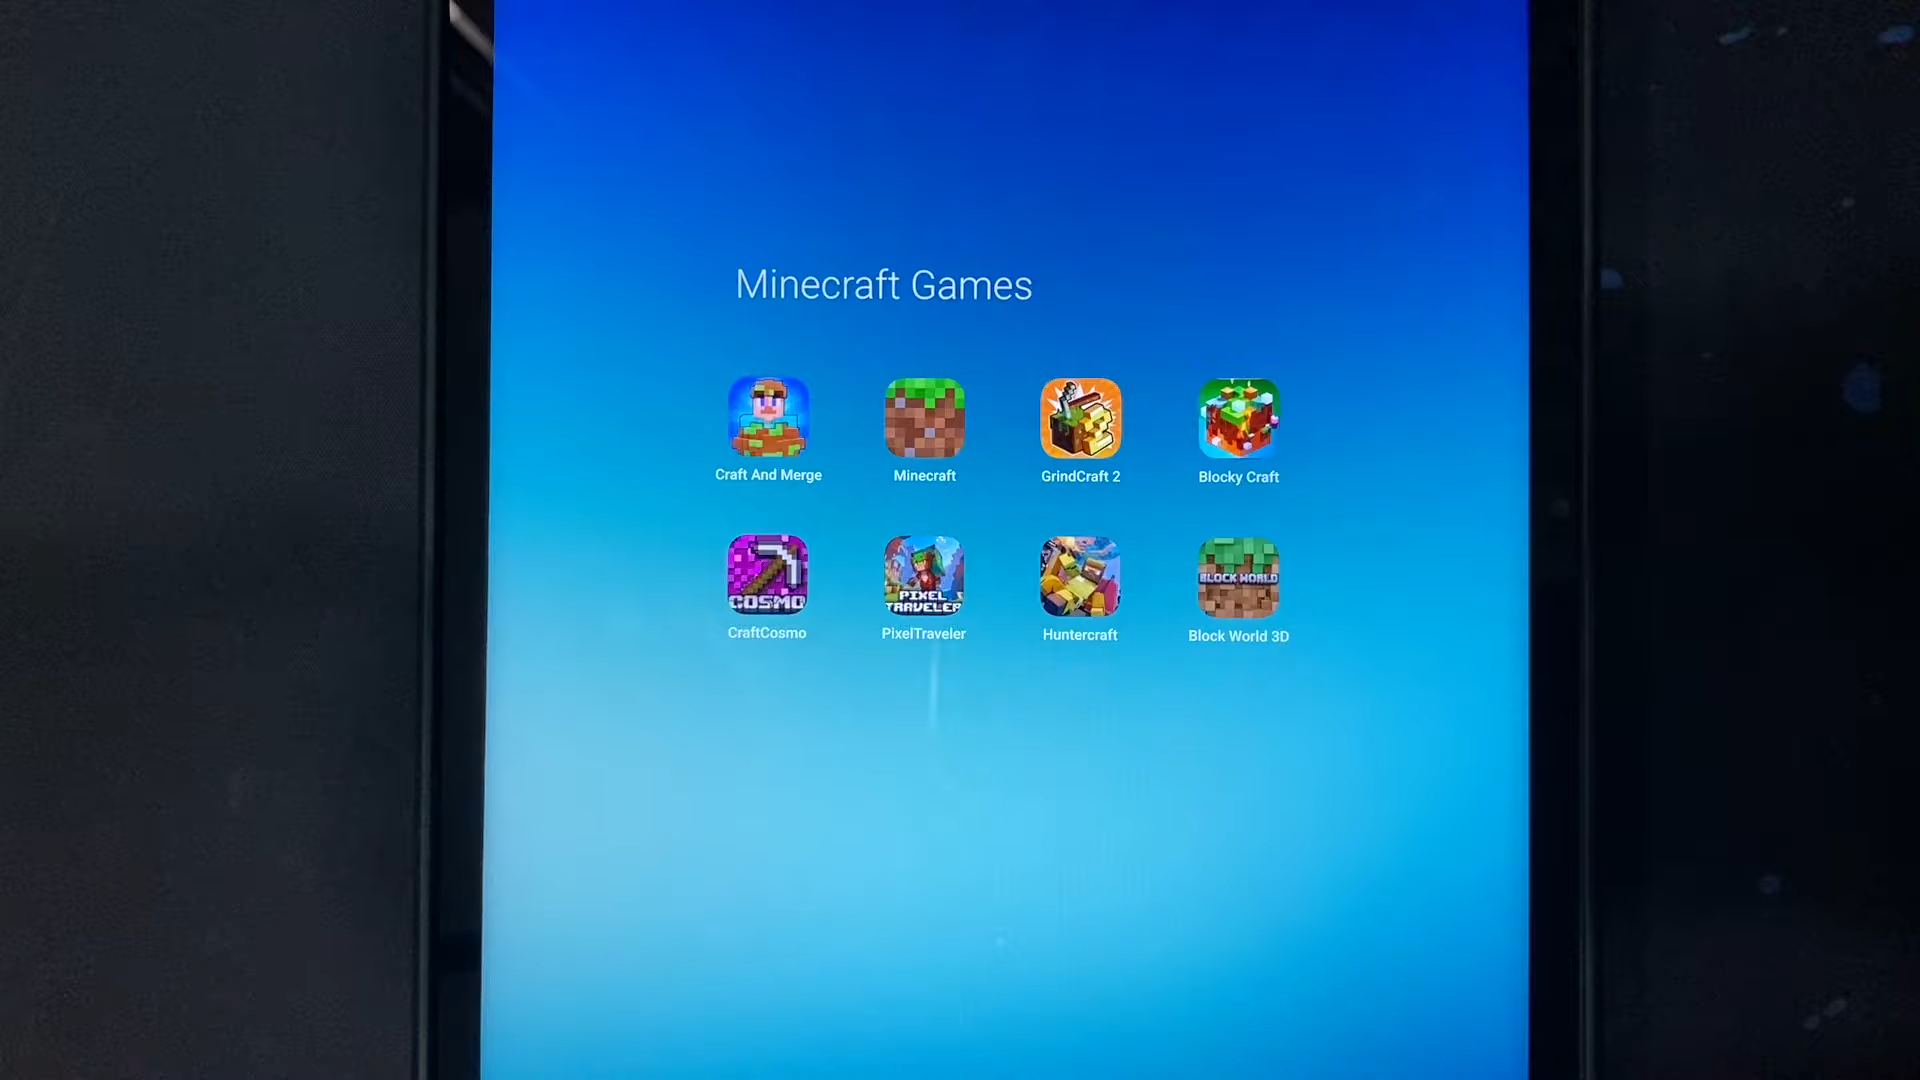 Minecraft Games
Craft And Merge
Minecraft
GrindCraft 2
Blocky Craft
COSMO
PIXEL
TRAVELER
BLOCK WORLD
CraftCosmo
PixelTraveler
Huntercraft
Block World 3D